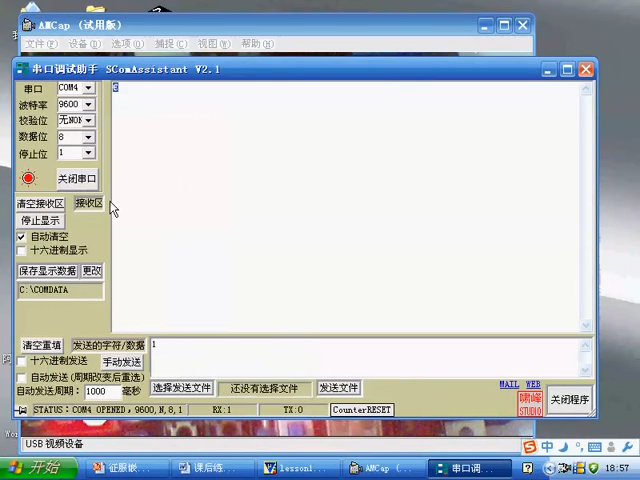 AMCap (试用版)
文件(F) 设备(D) 选项(O) 捕捉(C) 视图(W) 帮助(H)
串口调试助手 SComAssistant V2.1
串口 COM4
波特率 9600
校验位 无NON
数据位 8
停止位 1
关闭串口
清空接收区 接收区
停止显示
自动清空
十六进制显示
保存显示数据 更改
C:\COMDATA
清空重填 发送的字符/数据 1
十六进制发送 手动发送
自动发送(周期改变后重选)
自动发送周期: 1000 毫秒 选择发送文件 还没有选择文件 发送文件
MAIL WEB
啸峰
STUDIO
关闭程序
STATUS: COM4 OPENED, 9600,N,8,1 RX:1 TX:0 CounterRESET
USB 视频设备
中
开始 征服嵌... 课后练... lesson1... AMCap (... 串口调... 18:57